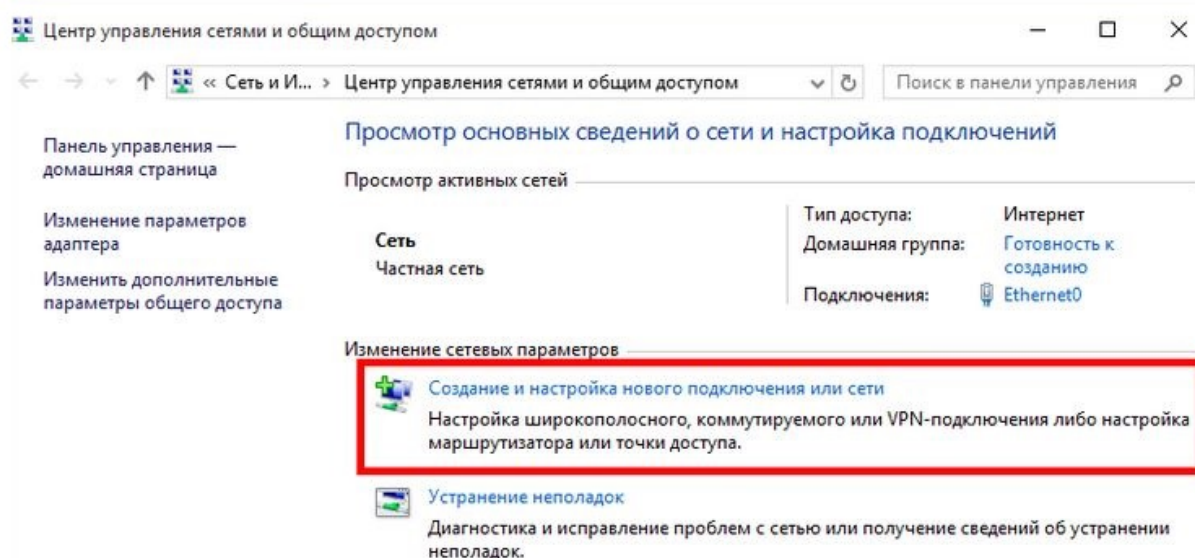 Центр управления сетями и общим доступом
« Сеть и И... › Центр управления сетями и общим доступом
Поиск в панели управления
Панель управления —
домашняя страница
Изменение параметров
адаптера
Изменить дополнительные
параметры общего доступа
Просмотр основных сведений о сети и настройка подключений
Просмотр активных сетей
Сеть
Частная сеть
Тип доступа: Интернет
Домашняя группа: Готовность к
созданию
Подключения: Ethernet0
Изменение сетевых параметров
Создание и настройка нового подключения или сети
Настройка широкополосного, коммутируемого или VPN-подключения либо настройка
маршрутизатора или точки доступа.
Устранение неполадок
Диагностика и исправление проблем с сетью или получение сведений об устранении
неполадок.